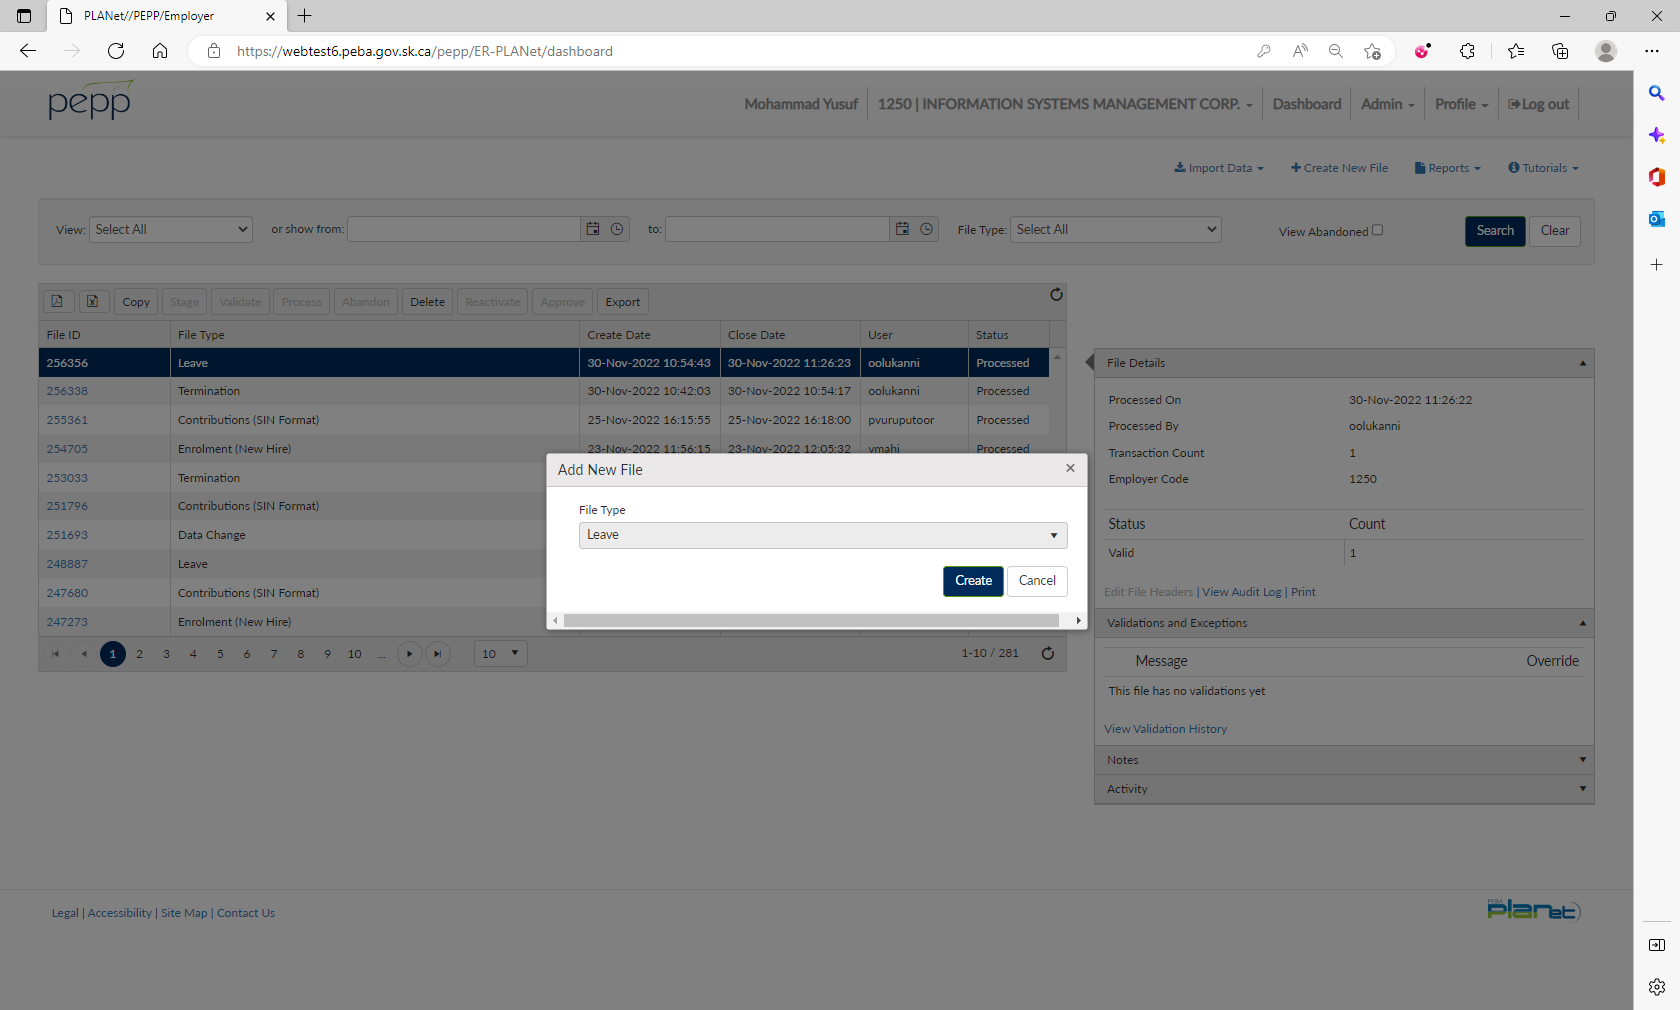 PLANet//PEPP/Employer
https://webtest6.peba.gov.sk.ca/pepp/ER-PLANet/dashboard
pepp
Mohammad Yusuf 1250 | INFORMATION SYSTEMS MANAGEMENT CORP. Dashboard Admin Profile Log out
Import Data Create New File Reports Tutorials
View: Select All or show from: to: File Type: Select All View Abandoned Search Clear
Copy Stage Validate Process Abandon Delete Reactivate Approve Export
File ID File Type Create Date Close Date User Status
256356 Leave 30-Nov-2022 10:54:43 30-Nov-2022 11:26:23 oolukanni Processed
256338 Termination 30-Nov-2022 10:42:03 30-Nov-2022 10:54:17 oolukanni Processed
255361 Contributions (SIN Format) 25-Nov-2022 16:15:55 25-Nov-2022 16:18:00 pvuruputoor Processed
254705 Enrolment (New Hire) 23-Nov-2022 11:56:15 23-Nov-2022 12:05:32 vmahi Processed
253033 Termination
251796 Contributions (SIN Format)
251693 Data Change
248887 Leave
247680 Contributions (SIN Format)
247273 Enrolment (New Hire)
1 2 3 4 5 6 7 8 9 10 ... 10 1-10 / 281
Add New File
File Type
Leave
Create Cancel
File Details
Processed On 30-Nov-2022 11:26:22
Processed By oolukanni
Transaction Count 1
Employer Code 1250
Status Count
Valid 1
Edit File Headers | View Audit Log | Print
Validations and Exceptions
Message Override
This file has no validations yet
View Validation History
Notes
Activity
Legal | Accessibility | Site Map | Contact Us
PEBA
planet